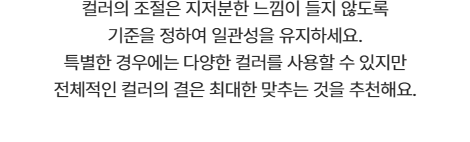 컬러의 조절은 지저분한 느낌이 들지 않도록
기준을 정하여 일관성을 유지하세요.
특별한 경우에는 다양한 컬러를 사용할 수 있지만
전체적인 컬러의 결은 최대한 맞추는 것을 추천해요.